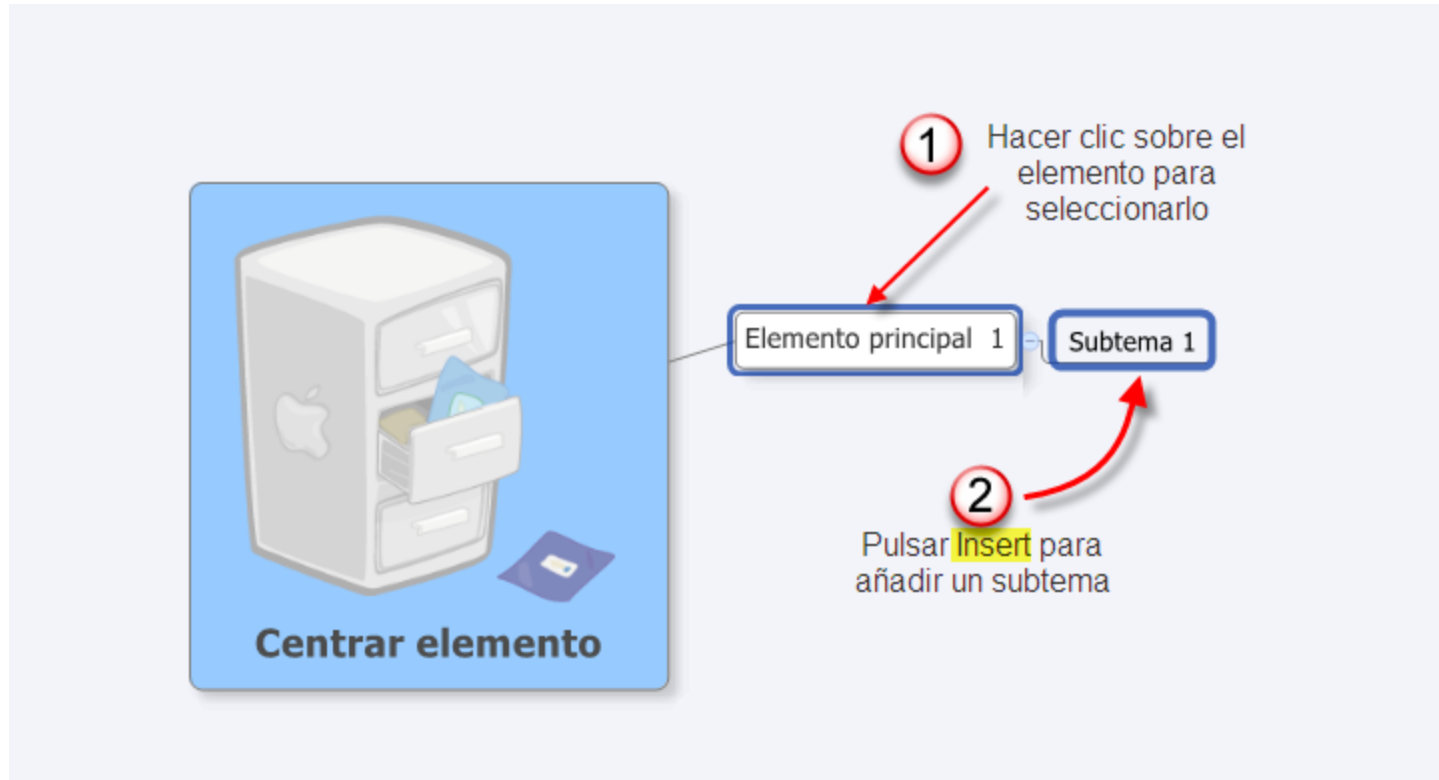 1
Hacer clic sobre el
elemento para
seleccionarlo
Elemento principal 1
Subtema 1
2
Pulsar Insert para
añadir un subtema
Centrar elemento